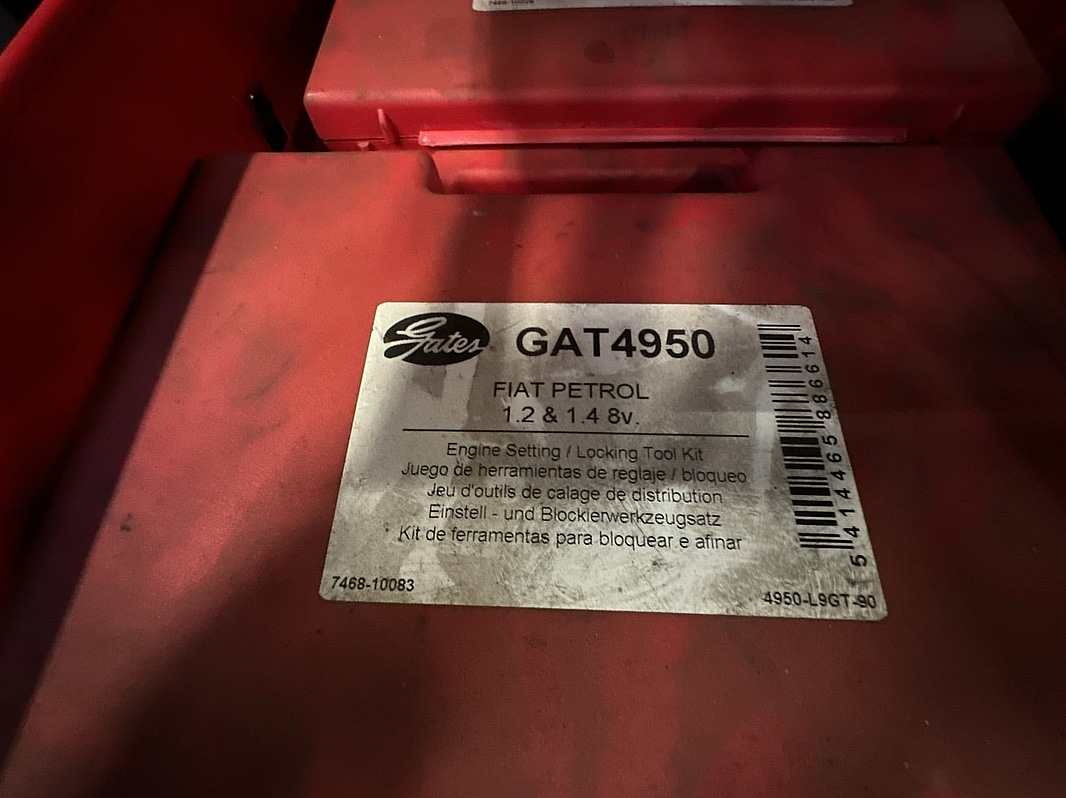 7468-10029
Gates
GAT4950
FIAT PETROL
1.2 & 1.4 8v.
Engine Setting / Locking Tool Kit
Juego de herramientas de reglaje / bloqueo
Jeu d'outils de calage de distribution
Einstell - und Blockierwerkzeugsatz
Kit de ferramentas para bloquear e afinar
7468-10083
4950-L9GT-90
5 414465 886614